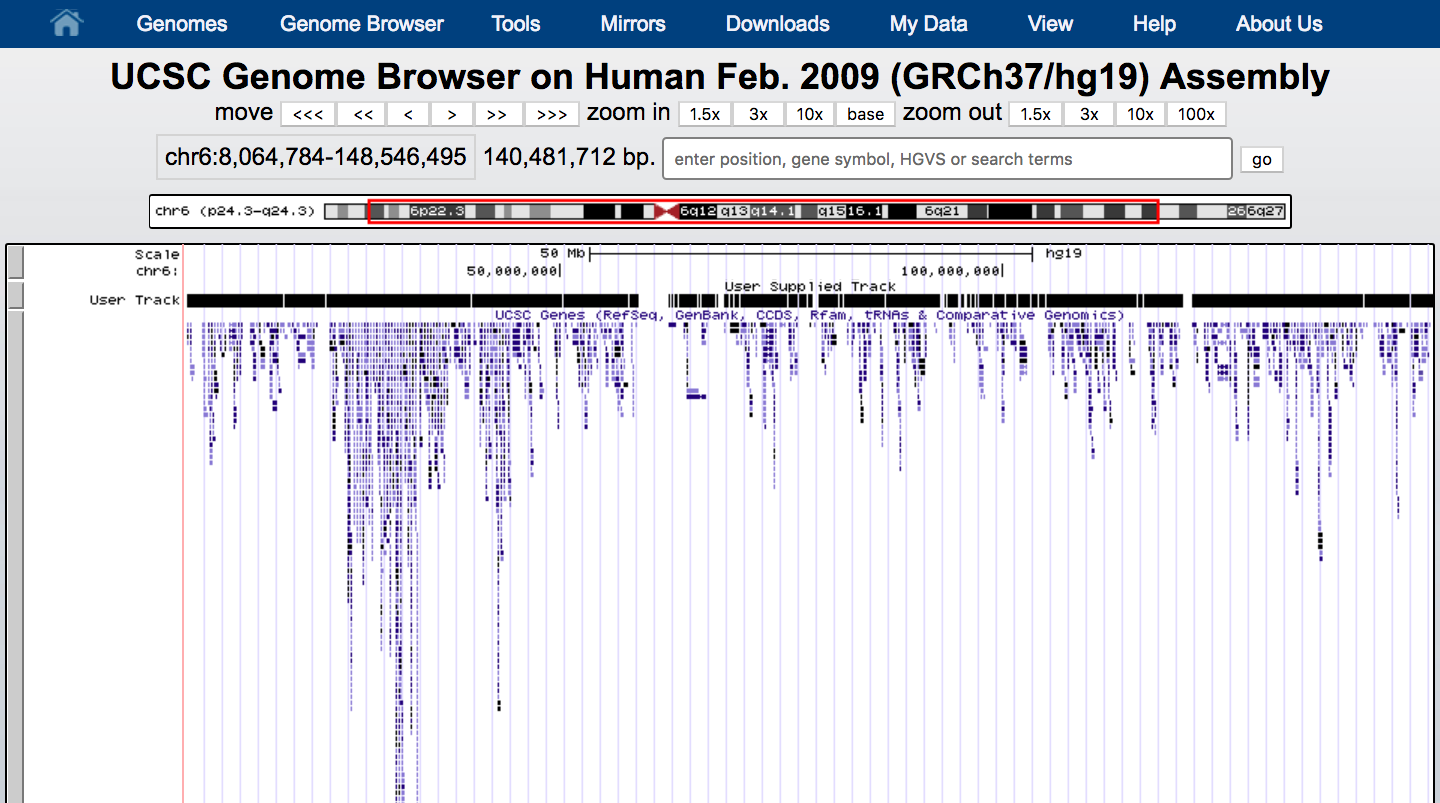 Genomes Genome Browser Tools Mirrors Downloads My Data View Help About Us
UCSC Genome Browser on Human Feb. 2009 (GRCh37/hg19) Assembly
move <<< << < > >> >>> zoom in 1.5x 3x 10x base zoom out 1.5x 3x 10x 100x
chr6:8,064,784-148,546,495 140,481,712 bp. enter position, gene symbol, HGVS or search terms go
chr6 (p24.3-q24.3) 6p22.3 6q12 q13 q14.1 q15 16.1 6q21 26 6q27
Scale 50 Mb hg19
chr6: 50,000,000| 100,000,000|
User Supplied Track
User Track
UCSC Genes (RefSeq, GenBank, CCDS, Rfam, tRNAs & Comparative Genomics)